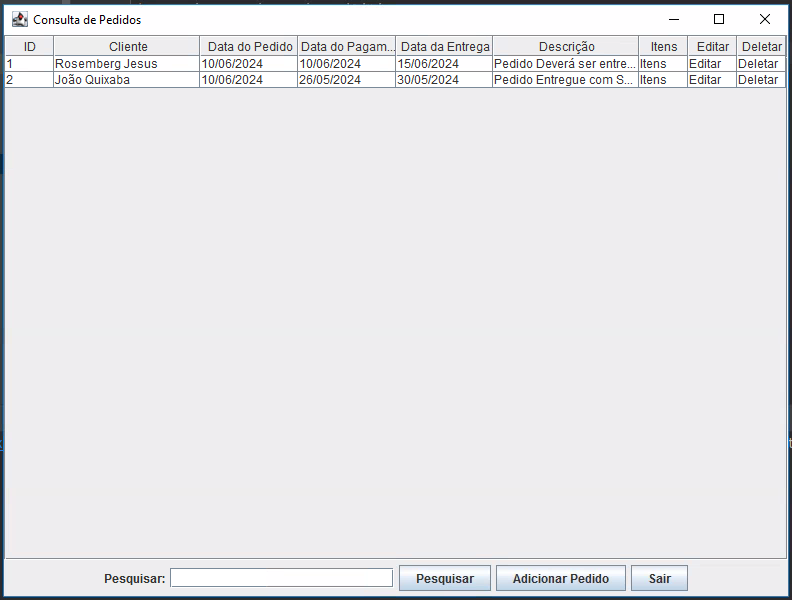 Consulta de Pedidos
ID Cliente Data do Pedido Data do Pagam... Data da Entrega Descrição Itens Editar Deletar
1 Rosemberg Jesus 10/06/2024 10/06/2024 15/06/2024 Pedido Deverá ser entre... Itens Editar Deletar
2 João Quixaba 10/06/2024 26/05/2024 30/05/2024 Pedido Entregue com S... Itens Editar Deletar
Pesquisar: Pesquisar Adicionar Pedido Sair